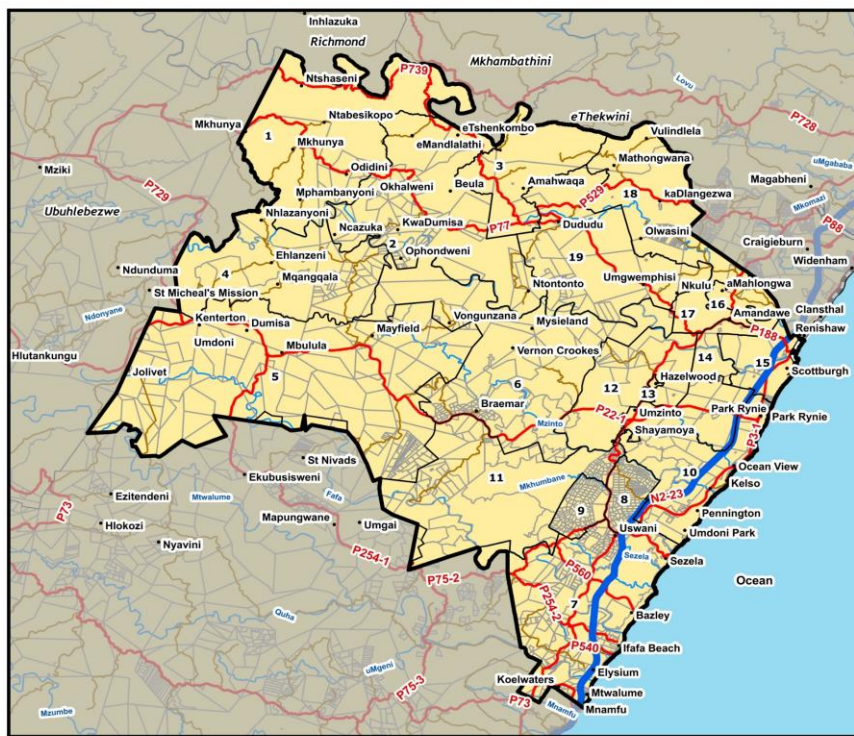 Inhlazuka
Richmond
Mkhambathini
P739
Ntshaseni
Lovu
eThekwini
P728
Mkhunya
Ntabesikopo
eTshenkombo
Vulindlela
uMgababa
1
Mkhunya
eMandlalathi
3
Mathongwana
Mziki
Odidini
Magabheni
P729
Okhalweni
Beula
Amahwaqa
P529
18
kaDlangezwa
Mkomazi
Mphambanyoni
Ubuhlebezwe
Nhlazanyoni
P88
KwaDumisa
P77
Dududu
Ncazuka
2
Olwasini
Craigieburn
Ehlanzeni
Ophondweni
19
Widenham
Ndunduma
4
Mqangqala
Umgwemphisi
Nkulu
aMahlongwa
St Micheal's Mission
Ntontonto
16
Clansthal
Ndonyane
17
Amandawe
Renishaw
Kenterton
Dumisa
Vongunzana
Mysieland
P188
Umdoni
Mayfield
14
15
Hlutankungu
Mbulula
Vernon Crookes
Scottburgh
Jolivet
5
6
12
13
Hazelwood
Braemar
Umzinto
Park Rynie
Park Rynie
Mzinto
P22-1
P3-1
Shayamoya
St Nivads
11
Mkhumbane
10
Ocean View
Ekubusisweni
Kelso
Ezitendeni
Mtwalume
Fafa
8
N2-23
P73
9
Pennington
Hlokozi
Mapungwane
Umgai
Uswani
Umdoni Park
Nyavini
P254-1
Sezela
Sezela
P75-2
P560
Ocean
P254-2
7
Quha
Bazley
uMgeni
P540
Ifafa Beach
P75-3
Koelwaters
Elysium
Mzumbe
P73
Mtwalume
Mnamfu
Mnamfu